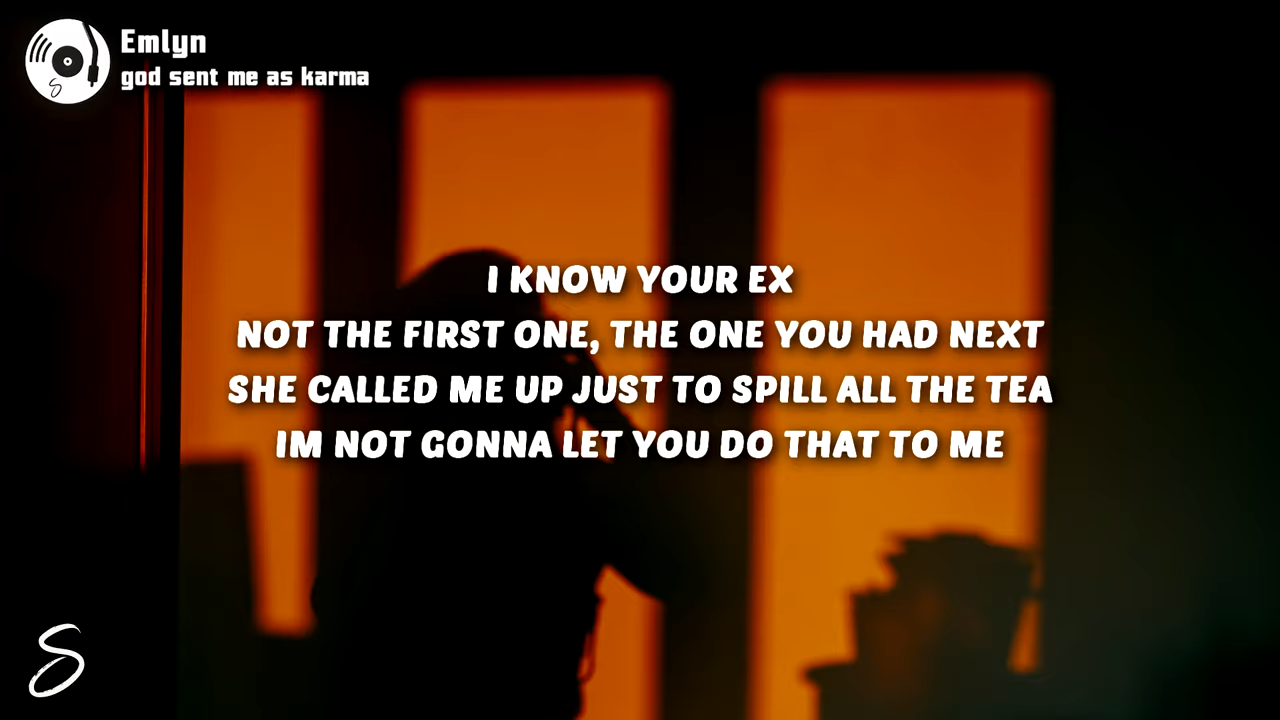 Emlyn
god sent me as karma
I KNOW YOUR EX
NOT THE FIRST ONE, THE ONE YOU HAD NEXT
SHE CALLED ME UP JUST TO SPILL ALL THE TEA
IM NOT GONNA LET YOU DO THAT TO ME
S